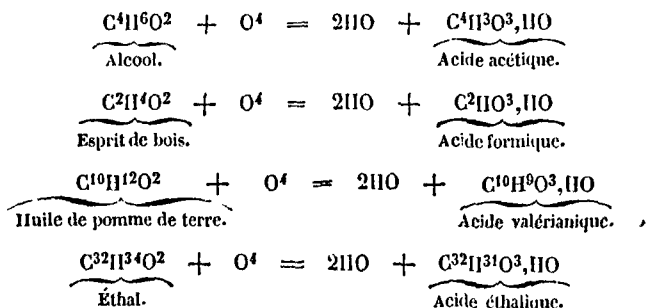 C⁴H⁶O² + O⁴ = 2HO + C⁴H³O³,HO
Alcool. Acide acétique.
C²H⁴O² + O⁴ = 2HO + C²HO³,HO
Esprit de bois. Acide formique.
C¹⁰H¹²O² + O⁴ = 2HO + C¹⁰H⁹O³,HO
Huile de pomme de terre. Acide valérianique. ,
C³²H³⁴O² + O⁴ = 2HO + C³²H³¹O³,HO
Éthal. Acide éthalique.